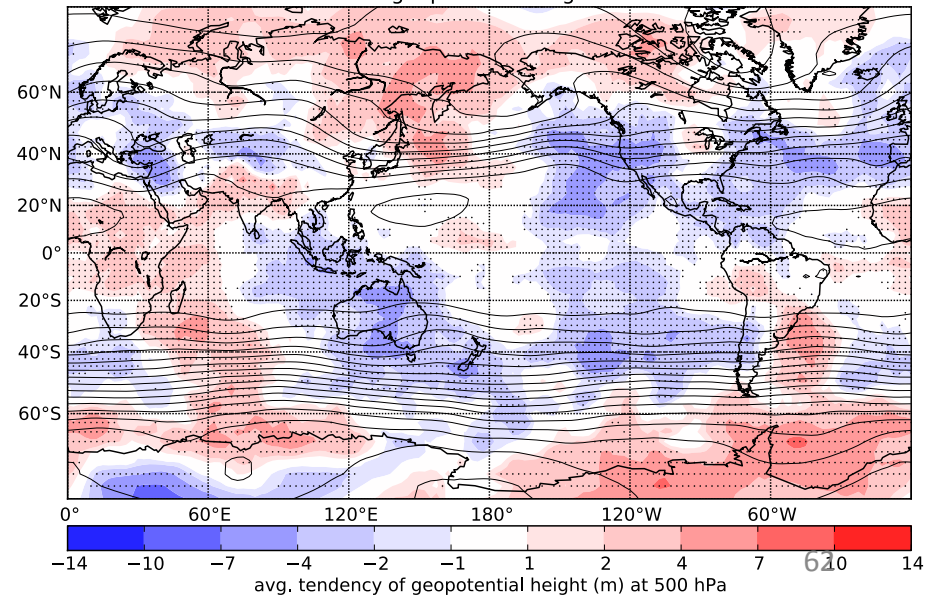 60°N
40°N
20°N
0°
20°S
40°S
60°S
0° 60°E 120°E 180° 120°W 60°W
−14 −10 −7 −4 −2 −1 1 2 4 7 10 14
62
avg. tendency of geopotential height (m) at 500 hPa